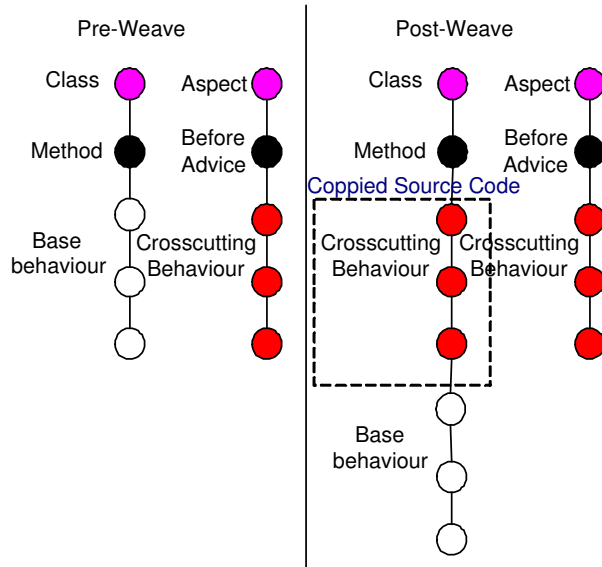 Pre-Weave
Post-Weave
Class
Aspect
Class
Aspect
Method
Before
Advice
Method
Before
Advice
Coppied Source Code
Base
behaviour
Crosscutting
Behaviour
Crosscutting
Behaviour
Crosscutting
Behaviour
Base
behaviour